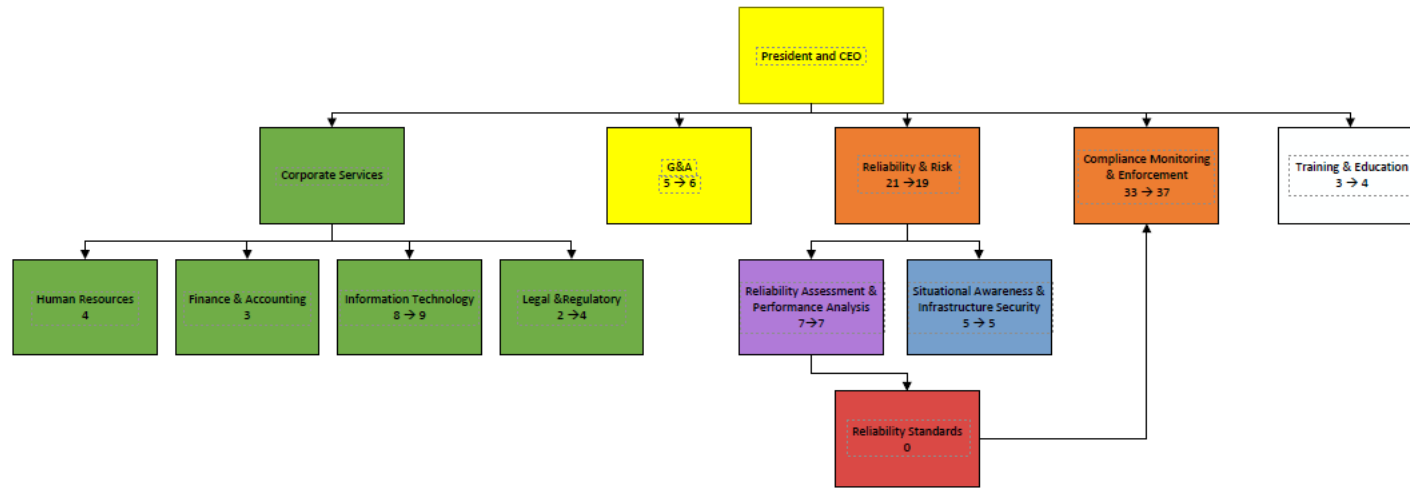 President and CEO
Corporate Services
G&A
5 → 6
Reliability & Risk
21 →19
Compliance Monitoring
& Enforcement
33 → 37
Training & Education
3 → 4
Human Resources
4
Finance & Accounting
3
Information Technology
8 → 9
Legal &Regulatory
2 →4
Reliability Assessment &
Performance Analysis
7→7
Situational Awareness &
Infrastructure Security
5 → 5
Reliability Standards
0